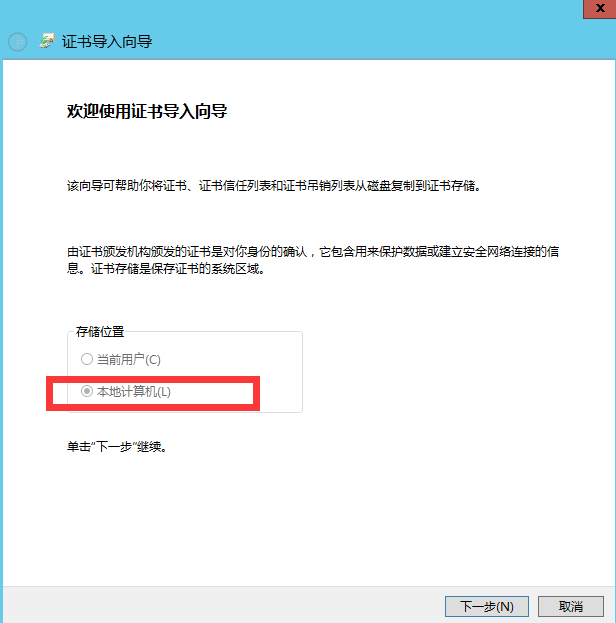 证书导入向导
欢迎使用证书导入向导
该向导可帮助你将证书、证书信任列表和证书吊销列表从磁盘复制到证书存储。
由证书颁发机构颁发的证书是对你身份的确认，它包含用来保护数据或建立安全网络连接的信
息。证书存储是保存证书的系统区域。
存储位置
当前用户(C)
本地计算机(L)
单击"下一步"继续。
下一步(N) 取消